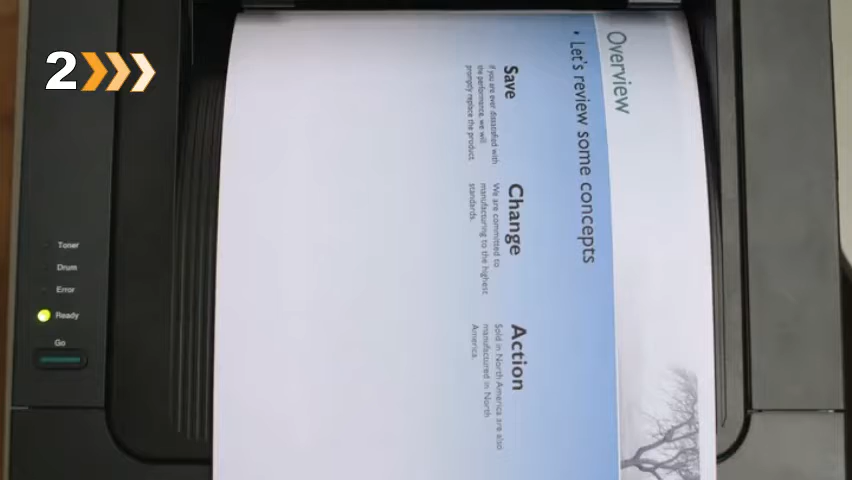 2
Overview
• Let's review some concepts
Save
If you are ever dissatisfied with
the performance, we will
promptly replace the product.
Change
We are committed to
manufacturing to the highest
standards.
Action
Sold in North America are also
manufactured in North
America.
Toner
Drum
Error
Ready
Go